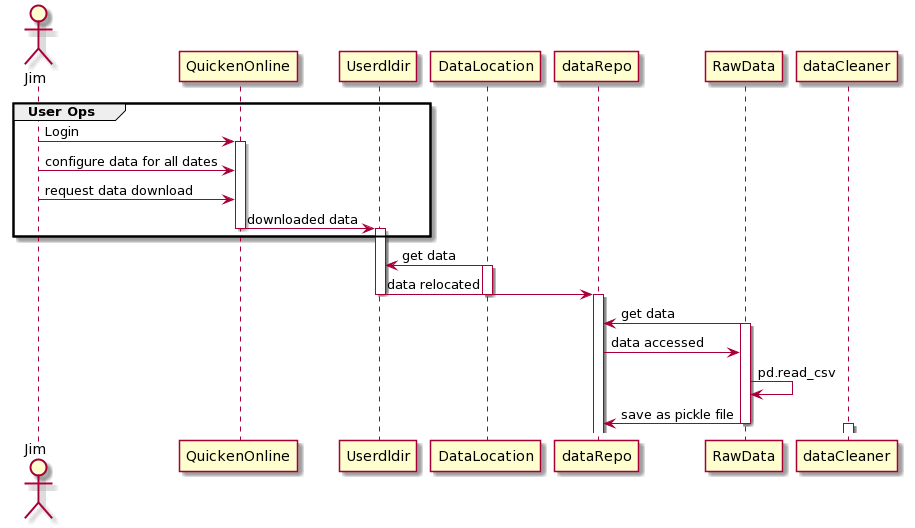 Jim
QuickenOnline
Userdldir
DataLocation
dataRepo
RawData
dataCleaner
User Ops
Login
configure data for all dates
request data download
downloaded data
get data
data relocated
get data
data accessed
pd.read_csv
save as pickle file
Jim
QuickenOnline
Userdldir
DataLocation
dataRepo
RawData
dataCleaner